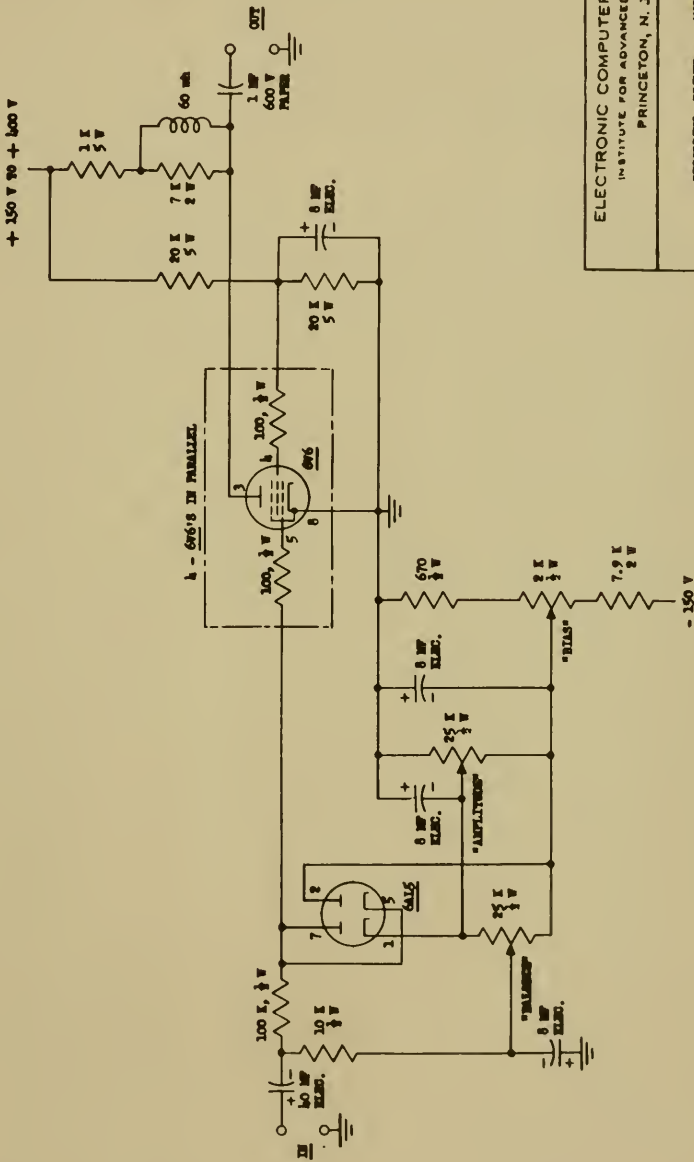 + 150 V TO + 400 V
1 K
5 W
60 mh
OUT
7 K
2 W
1 MF
600 V
PAPER
20 K
5 W
8 MF
ELEC.
+
-
20 K
5 W
4 - 6V6'S IN PARALLEL
100, ½ W
3
4
6V6
5
8
100, ½ W
IN
40 MF
ELEC.
+
-
100 K, ½ W
10 K
½ W
7
2
1
5
6AL5
8 MF
ELEC.
+
-
25 K
½ W
"AMPLITUDE"
8 MF
ELEC.
+
-
670
½ W
2 K
½ W
"BIAS"
7.9 K
2 W
- 150 V
25 K
½ W
"BALANCE"
8 MF
ELEC.
-
+
ELECTRONIC COMPUTER
INSTITUTE FOR ADVANCED
PRINCETON, N. J.